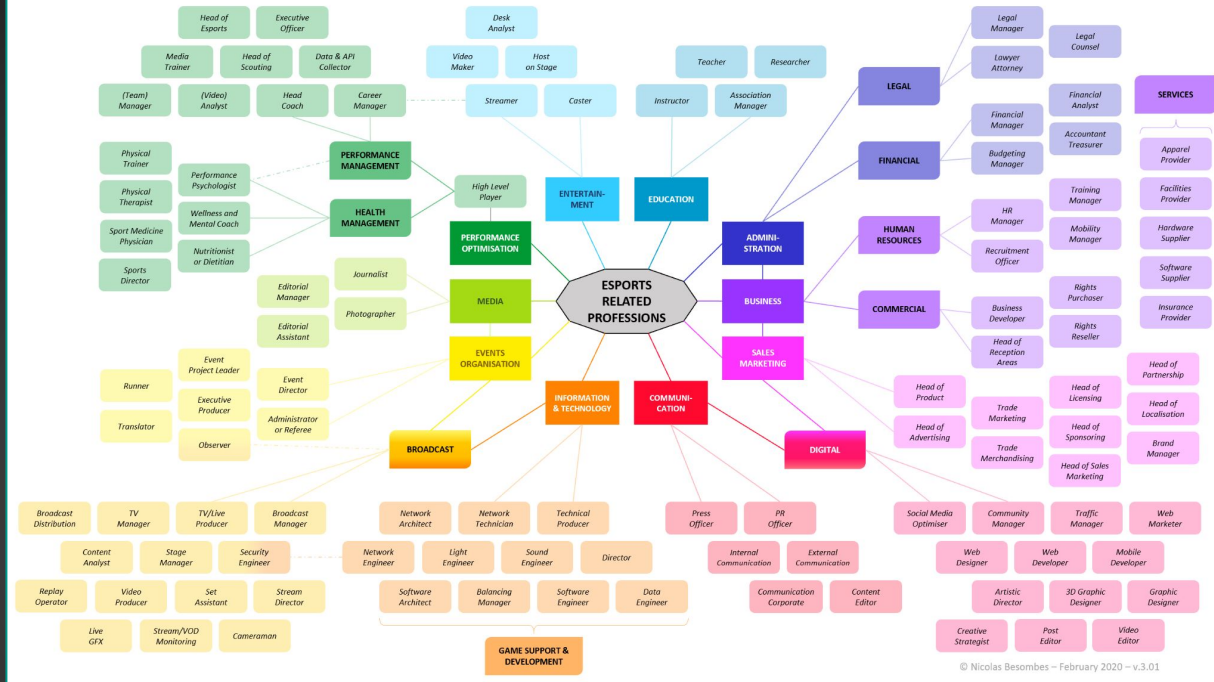 Head of
Esports
Executive
Officer
Media
Trainer
Head of
Scouting
Data & API
Collector
(Team)
Manager
(Video)
Analyst
Head
Coach
Career
Manager
Physical
Trainer
Performance
Psychologist
Physical
Therapist
Wellness and
Mental Coach
Sport Medicine
Physician
Nutritionist
or Dietitian
Sports
Director
PERFORMANCE
MANAGEMENT
HEALTH
MANAGEMENT
High Level
Player
PERFORMANCE
OPTIMISATION
Desk
Analyst
Video
Maker
Host
on Stage
Streamer
Caster
ENTERTAIN-
MENT
Teacher
Researcher
Instructor
Association
Manager
EDUCATION
Legal
Manager
Legal
Counsel
Lawyer
Attorney
LEGAL
Financial
Analyst
Financial
Manager
Accountant
Treasurer
Budgeting
Manager
FINANCIAL
ADMINI-
STRATION
SERVICES
Apparel
Provider
Facilities
Provider
Hardware
Supplier
Software
Supplier
Insurance
Provider
Training
Manager
HR
Manager
Mobility
Manager
Recruitment
Officer
HUMAN
RESOURCES
Rights
Purchaser
Business
Developer
Rights
Reseller
Head of
Reception
Areas
COMMERCIAL
BUSINESS
ESPORTS
RELATED
PROFESSIONS
Journalist
Editorial
Manager
Photographer
Editorial
Assistant
MEDIA
EVENTS
ORGANISATION
Event
Project Leader
Runner
Event
Director
Executive
Producer
Translator
Administrator
or Referee
Observer
BROADCAST
INFORMATION
& TECHNOLOGY
COMMUNI-
CATION
SALES
MARKETING
DIGITAL
Head of
Product
Head of
Advertising
Trade
Marketing
Trade
Merchandising
Head of
Licensing
Head of
Sponsoring
Head of Sales
Marketing
Head of
Partnership
Head of
Localisation
Brand
Manager
Broadcast
Distribution
TV
Manager
TV/Live
Producer
Broadcast
Manager
Content
Analyst
Stage
Manager
Security
Engineer
Replay
Operator
Video
Producer
Set
Assistant
Stream
Director
Live
GFX
Stream/VOD
Monitoring
Cameraman
Network
Architect
Network
Technician
Technical
Producer
Network
Engineer
Light
Engineer
Sound
Engineer
Director
Software
Architect
Balancing
Manager
Software
Engineer
Data
Engineer
GAME SUPPORT &
DEVELOPMENT
Press
Officer
PR
Officer
Internal
Communication
External
Communication
Communication
Corporate
Content
Editor
Social Media
Optimiser
Community
Manager
Traffic
Manager
Web
Marketer
Web
Designer
Web
Developer
Mobile
Developer
Artistic
Director
3D Graphic
Designer
Graphic
Designer
Creative
Strategist
Post
Editor
Video
Editor
© Nicolas Besombes – February 2020 – v.3.01